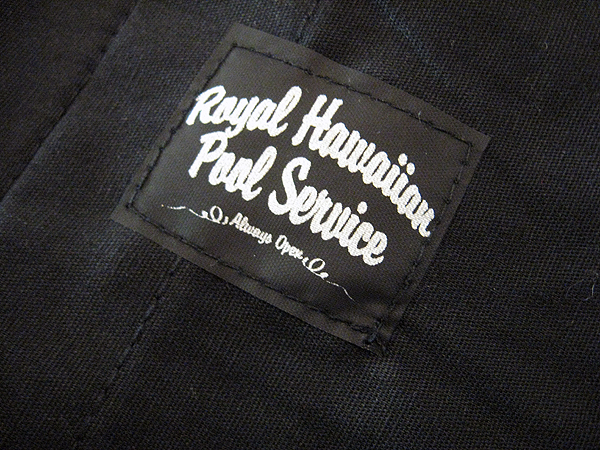 Royal Hawaiian
Pool Service
Always Open